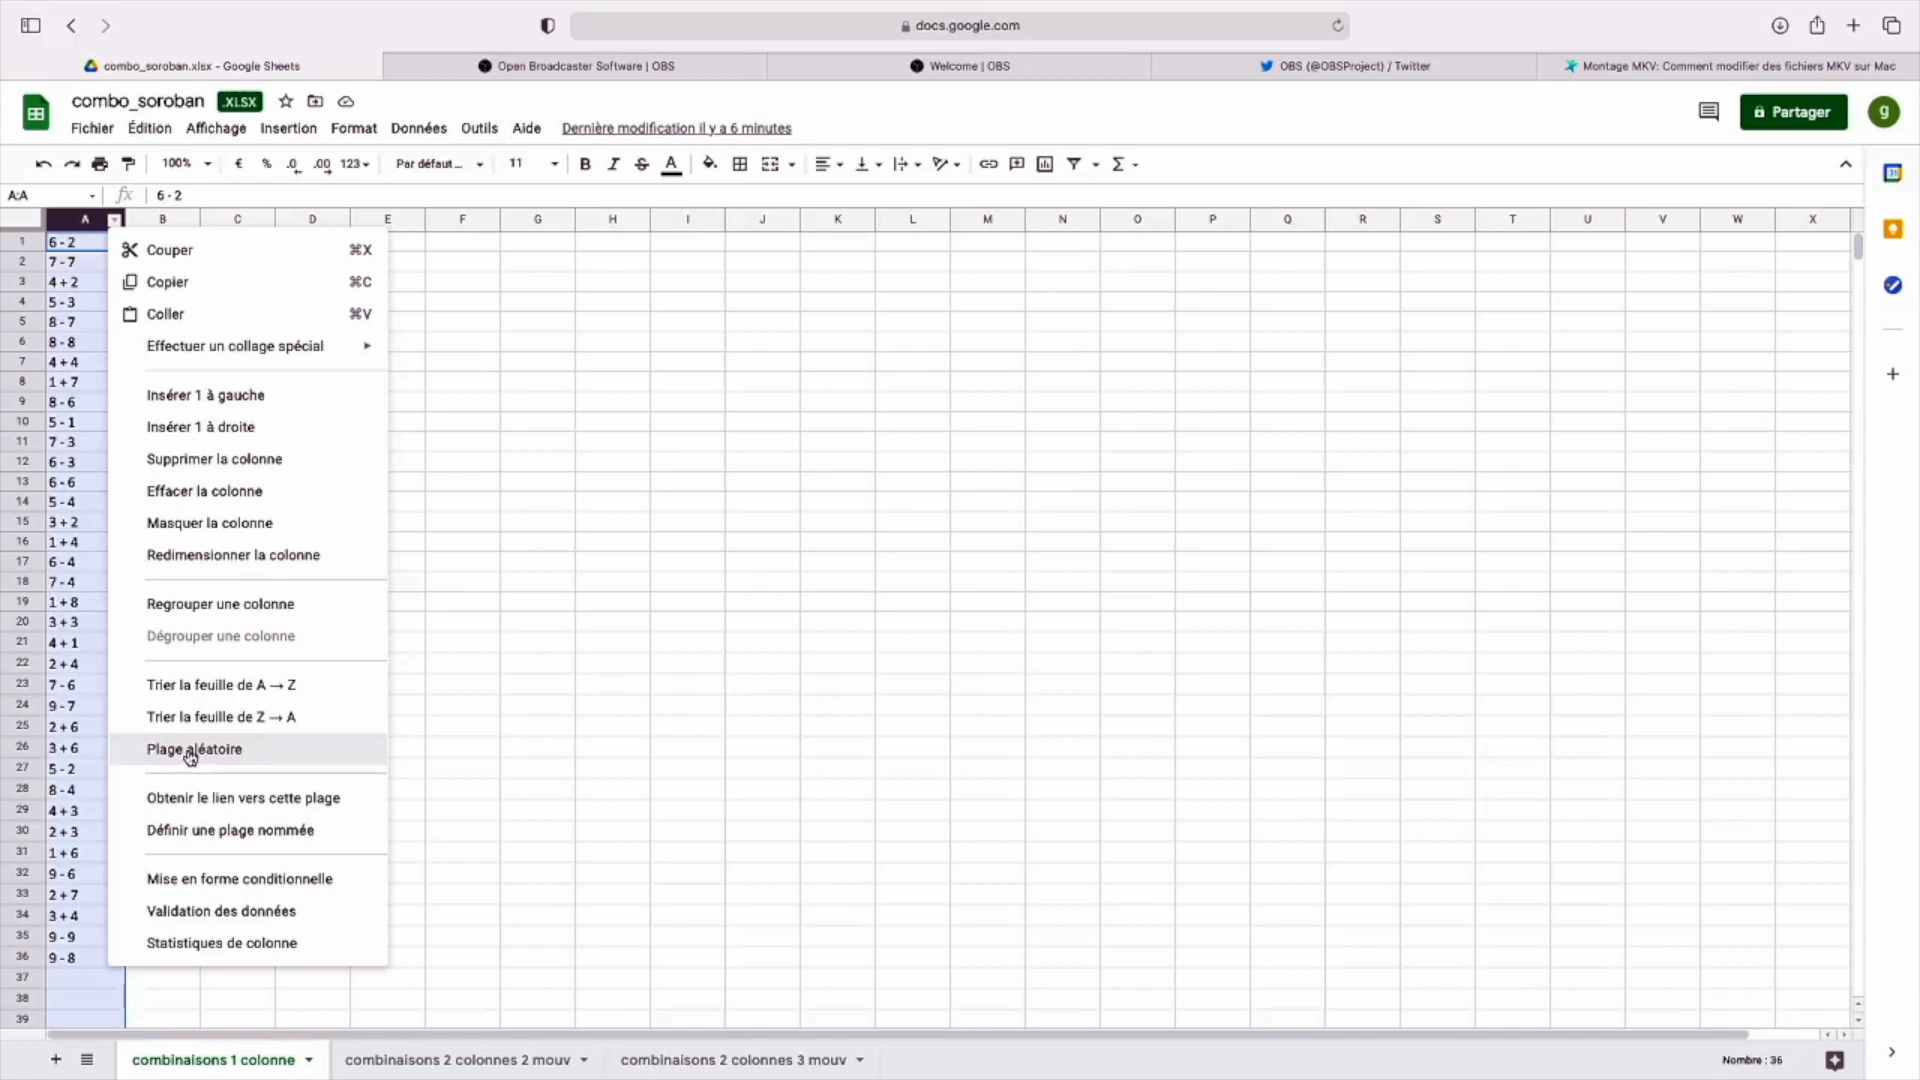 docs.google.com
combo_soroban.xlsx - Google Sheets
Open Broadcaster Software | OBS
Welcome | OBS
OBS (@OBSProject) / Twitter
Montage MKV: Comment modifier des fichiers MKV sur Mac
combo_soroban .XLSX
Partager
g
Fichier Édition Affichage Insertion Format Données Outils Aide Dernière modification il y a 6 minutes
100% € % .0 .00 123 Par défaut... 11 B I S A Σ
31
A:A fx 6 - 2
A B C D E F G H I J K L M N O P Q R S T U V W X
1 6 - 2
2 7 - 7
3 4 + 2
4 5 - 3
5 8 - 7
6 8 - 8
7 4 + 4
8 1 + 7
9 8 - 6
10 5 - 1
11 7 - 3
12 6 - 3
13 6 - 6
14 5 - 4
15 3 + 2
16 1 + 4
17 6 - 4
18 7 - 4
19 1 + 8
20 3 + 3
21 4 + 1
22 2 + 4
23 7 - 6
24 9 - 7
25 2 + 6
26 3 + 6
27 5 - 2
28 8 - 4
29 4 + 3
30 2 + 3
31 1 + 6
32 9 - 6
33 2 + 7
34 3 + 4
35 9 - 9
36 9 - 8
37
38
39
Couper ⌘X
Copier ⌘C
Coller ⌘V
Effectuer un collage spécial
Insérer 1 à gauche
Insérer 1 à droite
Supprimer la colonne
Effacer la colonne
Masquer la colonne
Redimensionner la colonne
Regrouper une colonne
Dégrouper une colonne
Trier la feuille de A → Z
Trier la feuille de Z → A
Plage aléatoire
Obtenir le lien vers cette plage
Définir une plage nommée
Mise en forme conditionnelle
Validation des données
Statistiques de colonne
combinaisons 1 colonne
combinaisons 2 colonnes 2 mouv
combinaisons 2 colonnes 3 mouv
Nombre : 36